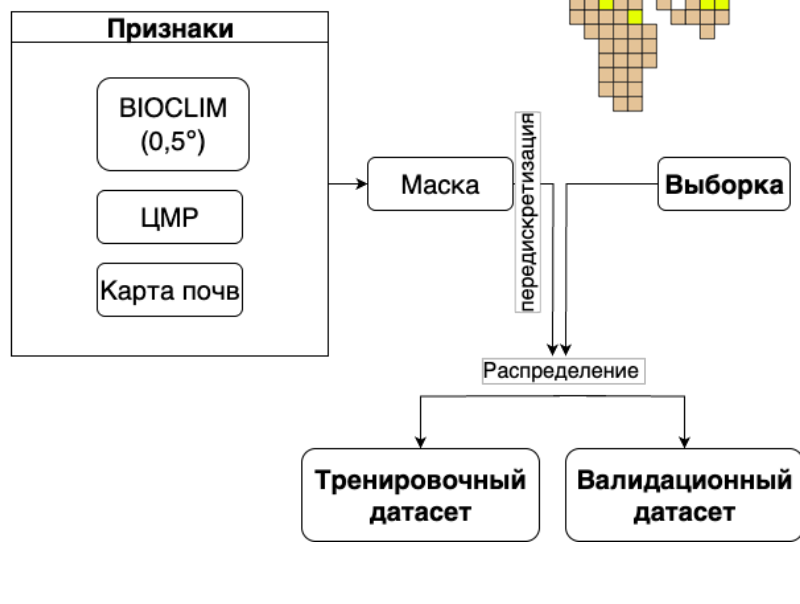 Признаки
BIOCLIM
(0,5°)
ЦМР
Карта почв
Маска
передискретизация
Выборка
Распределение
Тренировочный
датасет
Валидационный
датасет